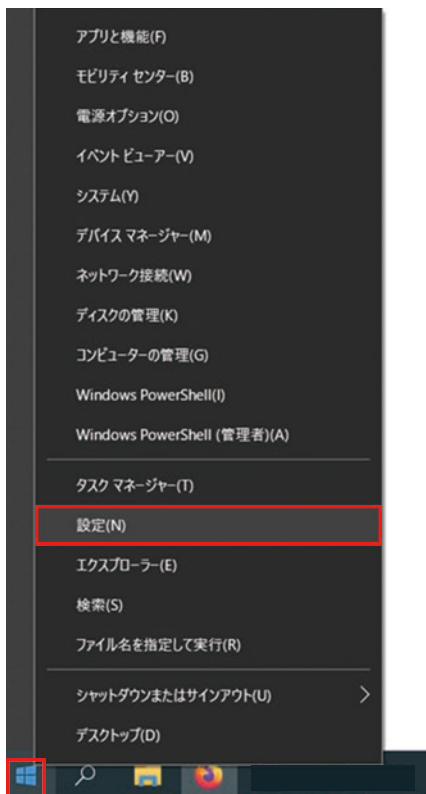 アプリと機能(F)
モビリティ センター(B)
電源オプション(O)
イベント ビューアー(V)
システム(Y)
デバイス マネージャー(M)
ネットワーク接続(W)
ディスクの管理(K)
コンピューターの管理(G)
Windows PowerShell(I)
Windows PowerShell (管理者)(A)
タスク マネージャー(T)
設定(N)
エクスプローラー(E)
検索(S)
ファイル名を指定して実行(R)
シャットダウンまたはサインアウト(U)
デスクトップ(D)